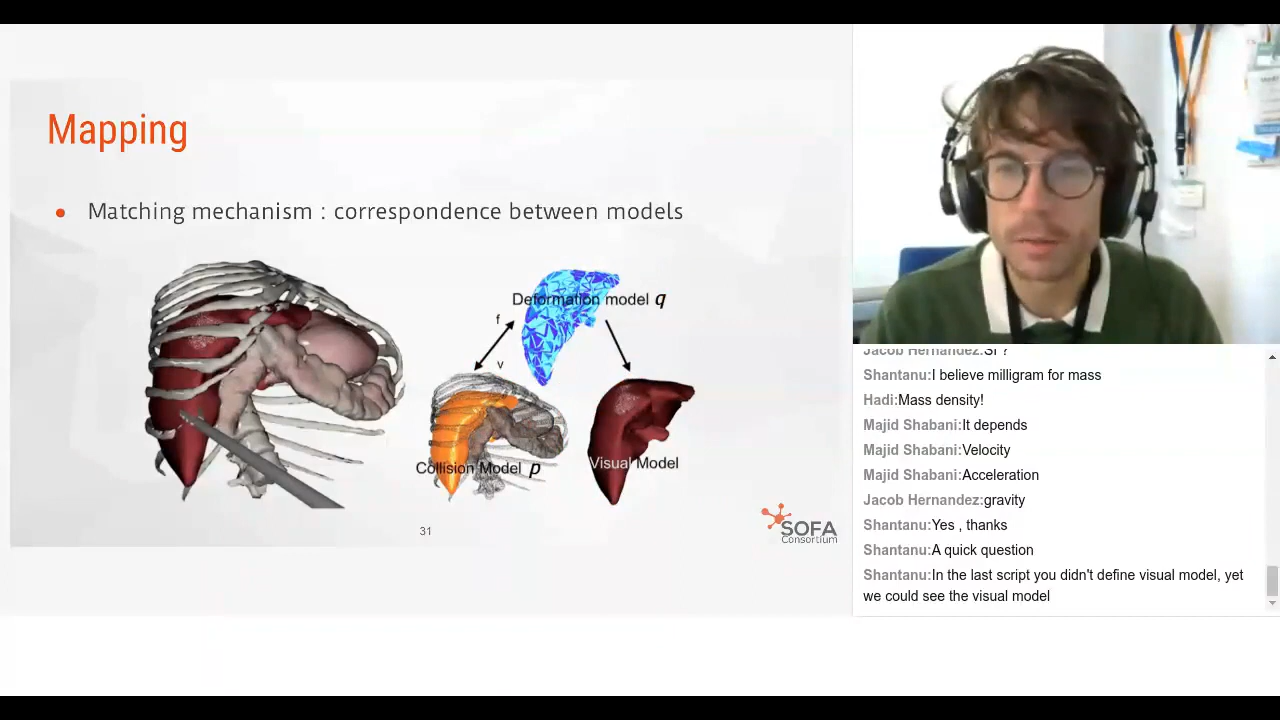 Mapping
• Matching mechanism : correspondence between models
Deformation model q
f
v
Collision Model p
Visual Model
31
SOFA
Consortium
Jacob Hernandez:SI ?
Shantanu:I believe milligram for mass
Hadi:Mass density!
Majid Shabani:It depends
Majid Shabani:Velocity
Majid Shabani:Acceleration
Jacob Hernandez:gravity
Shantanu:Yes , thanks
Shantanu:A quick question
Shantanu:In the last script you didn't define visual model, yet
we could see the visual model